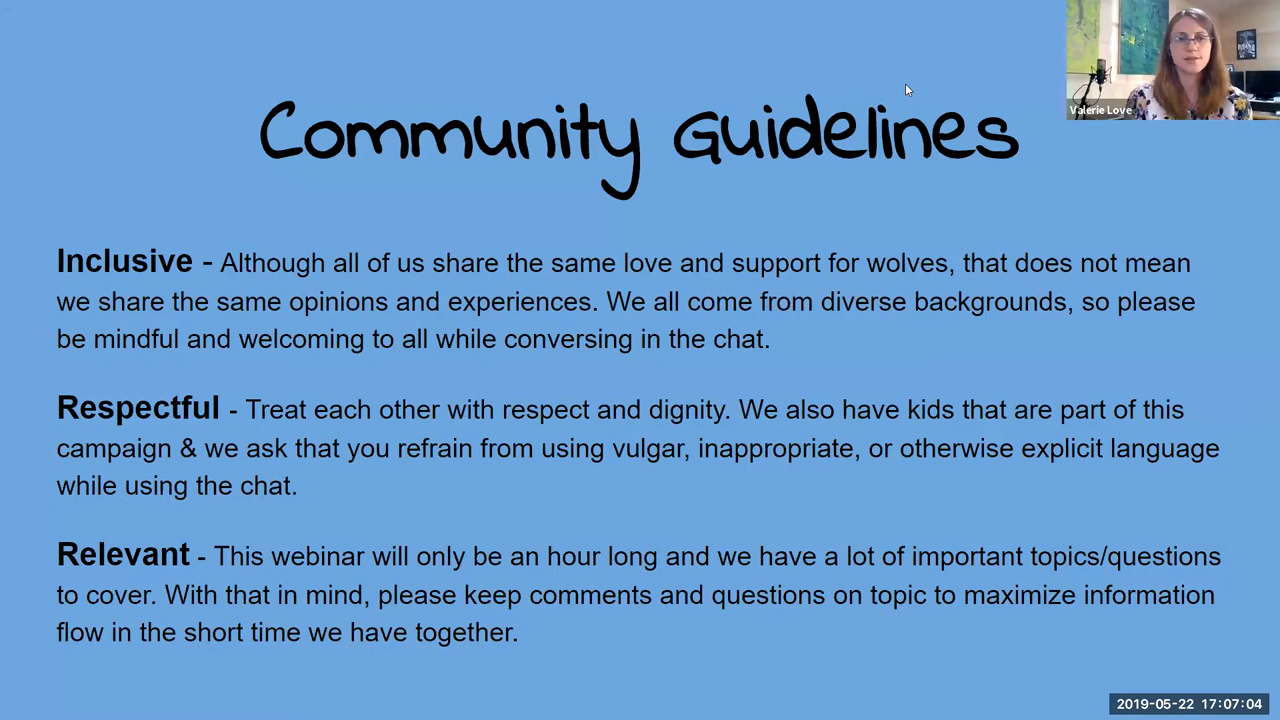 Community Guidelines
Valerie Love
Inclusive - Although all of us share the same love and support for wolves, that does not mean
we share the same opinions and experiences. We all come from diverse backgrounds, so please
be mindful and welcoming to all while conversing in the chat.
Respectful - Treat each other with respect and dignity. We also have kids that are part of this
campaign & we ask that you refrain from using vulgar, inappropriate, or otherwise explicit language
while using the chat.
Relevant - This webinar will only be an hour long and we have a lot of important topics/questions
to cover. With that in mind, please keep comments and questions on topic to maximize information
flow in the short time we have together.
2019-05-22 17:07:04